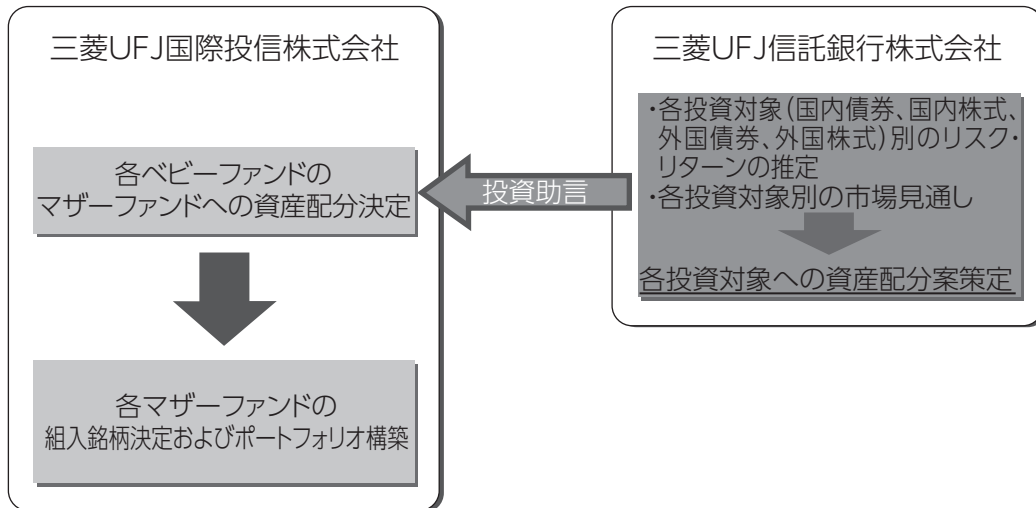 三菱UFJ国際投信株式会社
各ベビーファンドの
マザーファンドへの資産配分決定
各マザーファンドの
組入銘柄決定およびポートフォリオ構築
投資助言
三菱UFJ信託銀行株式会社
・各投資対象（国内債券、国内株式、
外国債券、外国株式）別のリスク・
リターンの推定
・各投資対象別の市場見通し
各投資対象への資産配分案策定